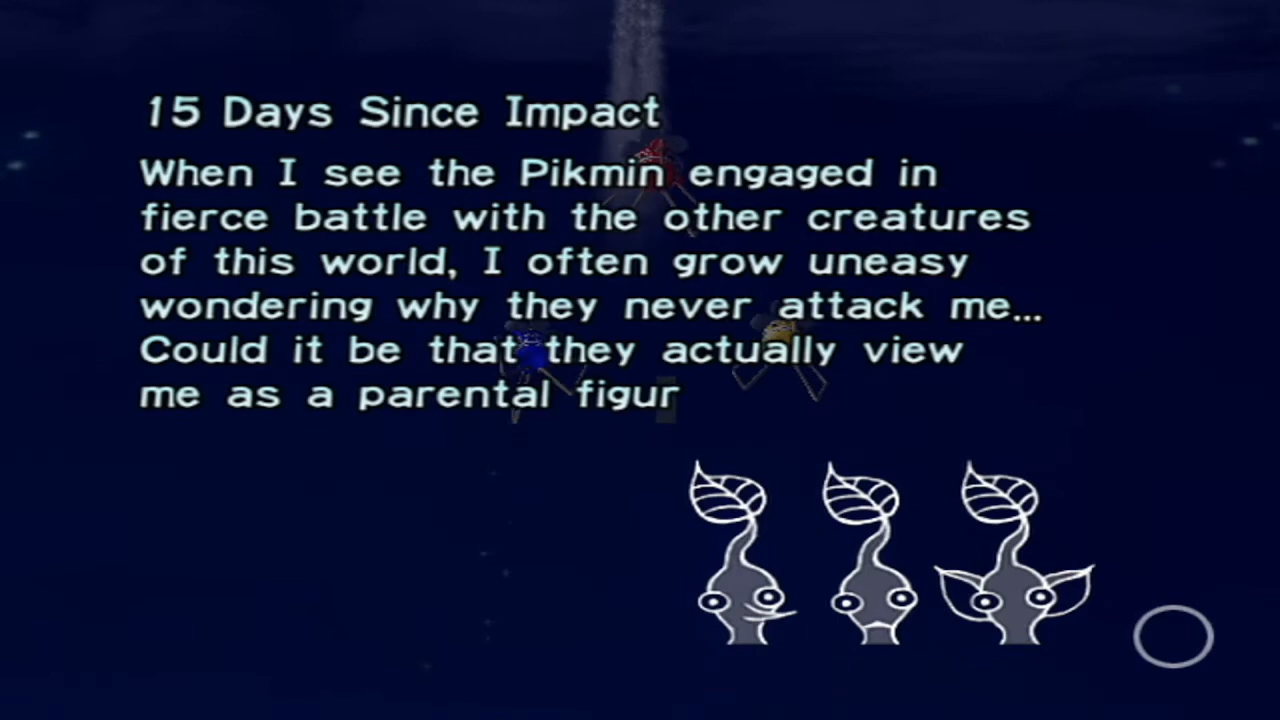 15 Days Since Impact
When I see the Pikmin engaged in
fierce battle with the other creatures
of this world, I often grow uneasy
wondering why they never attack me...
Could it be that they actually view
me as a parental figur